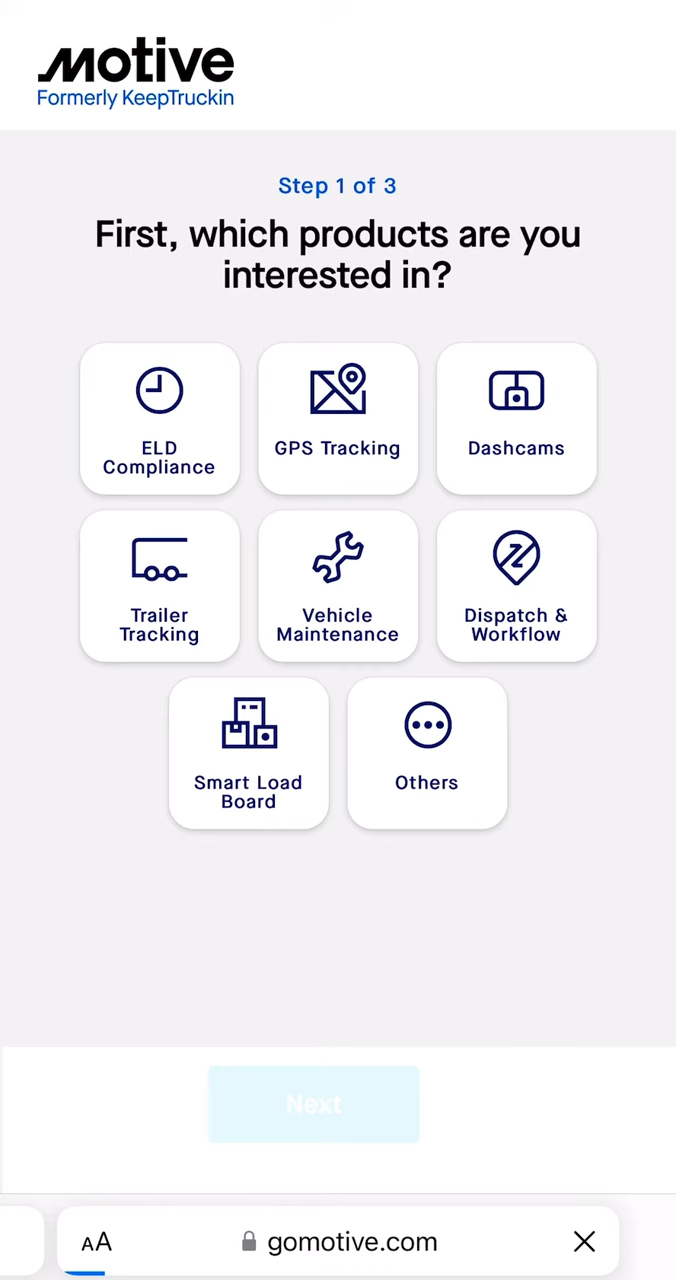 Motive
Formerly KeepTruckin
Step 1 of 3
First, which products are you
interested in?
ELD
Compliance
GPS Tracking
Dashcams
Trailer
Tracking
Vehicle
Maintenance
Dispatch &
Workflow
Smart Load
Board
Others
Next
AA
gomotive.com